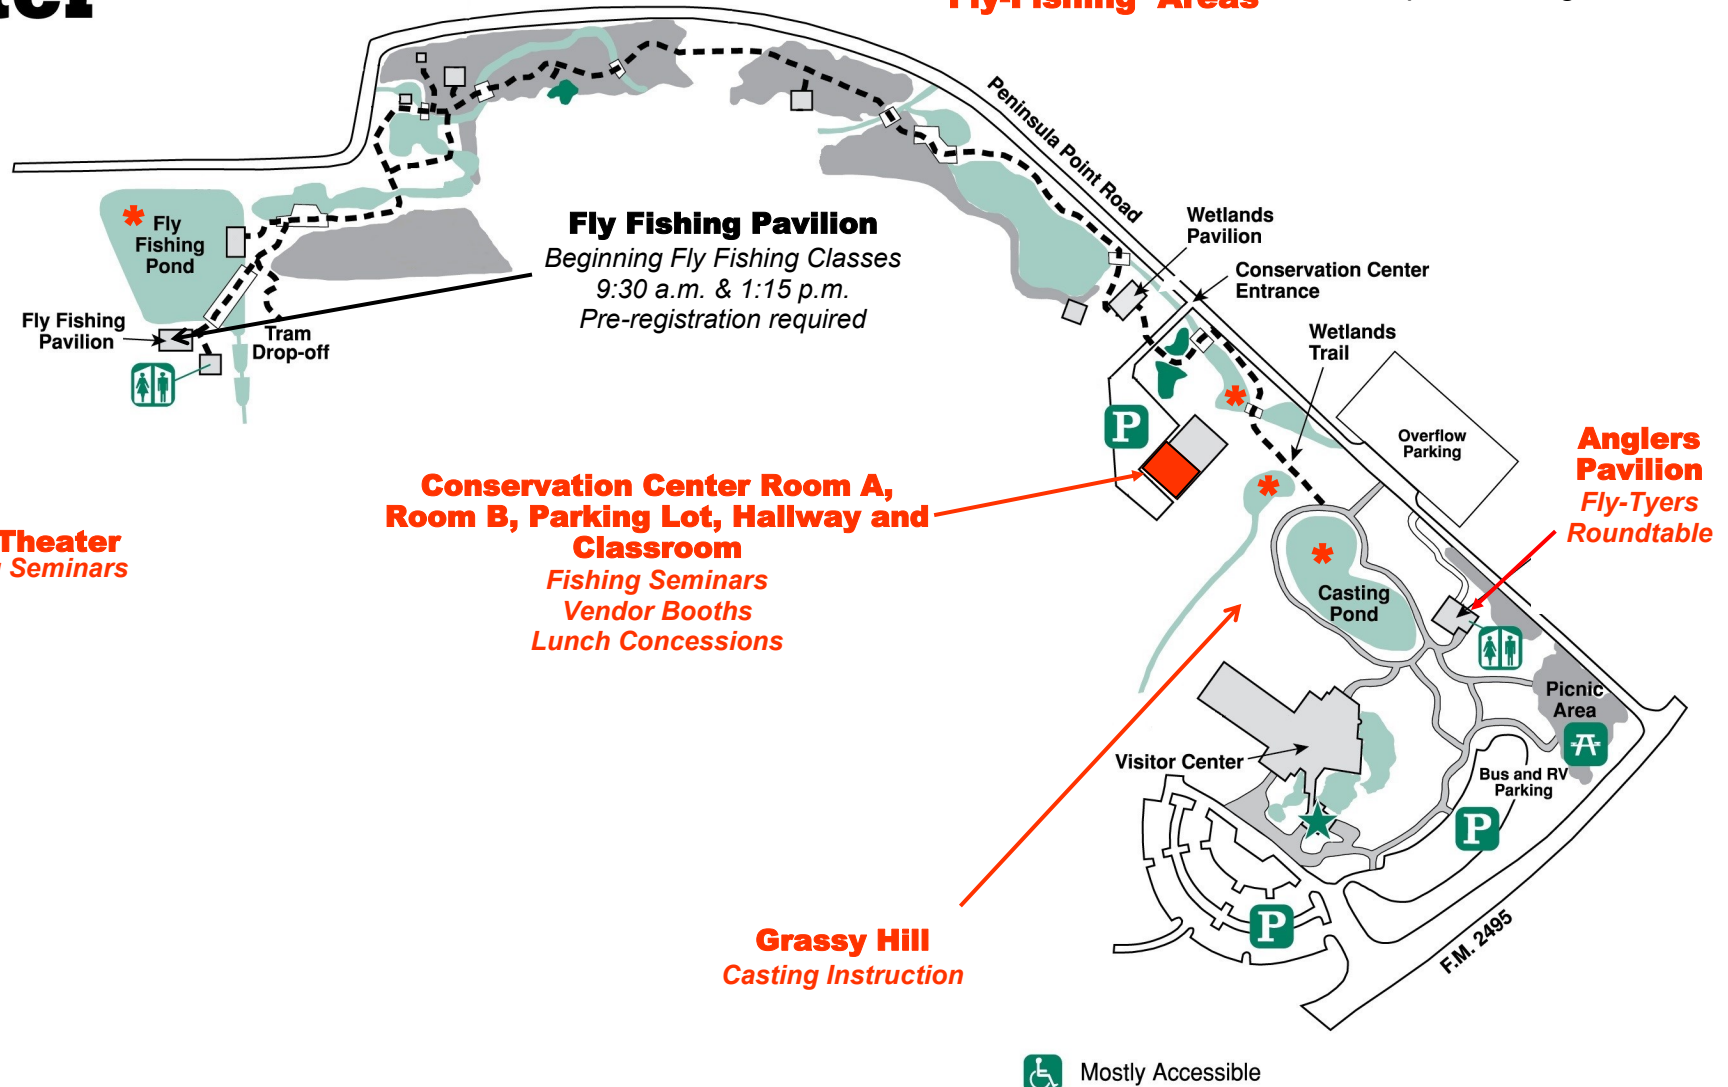 Fly-Fishing Areas
Peninsula Point Road
Fly
Fishing
Pond
Fly Fishing Pavilion
Beginning Fly Fishing Classes
9:30 a.m. & 1:15 p.m.
Pre-registration required
Wetlands
Pavilion
Conservation Center
Entrance
Fly Fishing
Pavilion
Tram
Drop-off
Wetlands
Trail
P
Overflow
Parking
Anglers
Pavilion
Fly-Tyers
Roundtable
Conservation Center Room A,
Room B, Parking Lot, Hallway and
Classroom
Fishing Seminars
Vendor Booths
Lunch Concessions
Theater
Seminars
Casting
Pond
Picnic
Area
Visitor Center
Bus and RV
Parking
P
P
Grassy Hill
Casting Instruction
F.M. 2495
Mostly Accessible